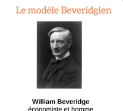 Le modèle Beveridgien
William Beveridge
économiste et homme